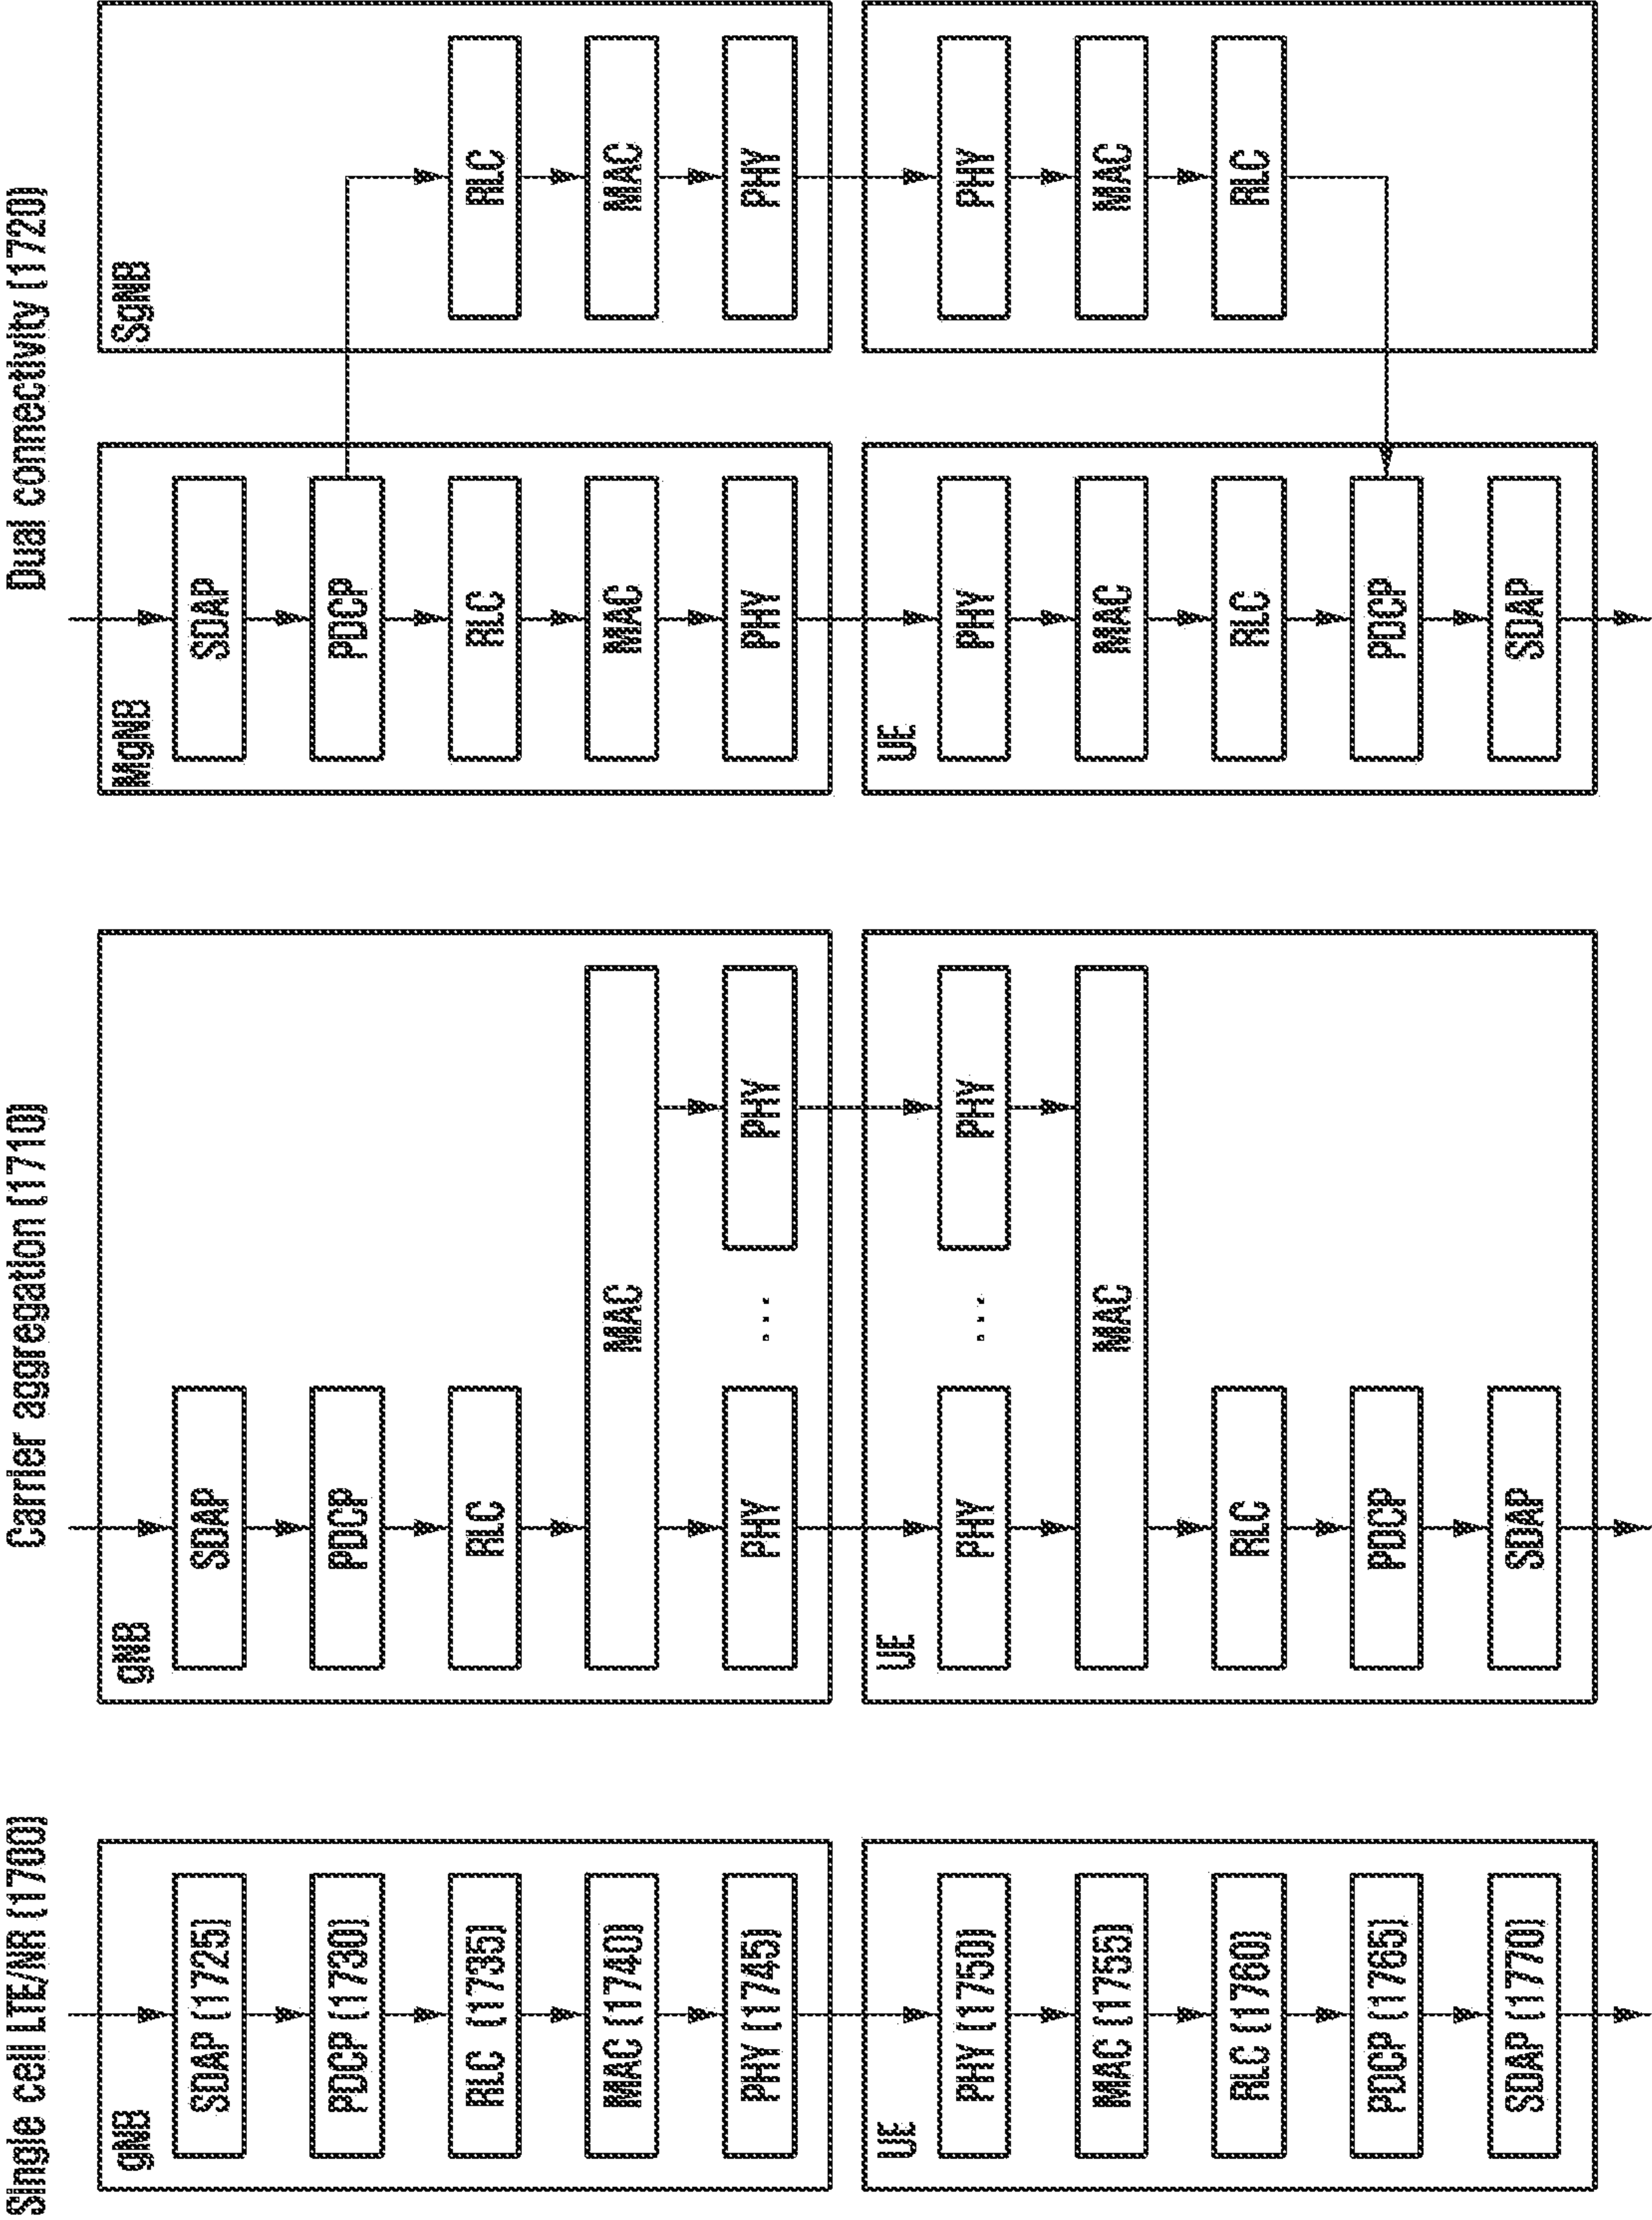 Single cell LTE/NR (1700)
gNB
SDAP (1725)
PDCP (1730)
RLC (1735)
MAC (1740)
PHY (1745)
UE
PHY (1750)
MAC (1755)
RLC (1760)
PDCP (1765)
SDAP (1770)
Carrier aggregation (1710)
gNB
SDAP
PDCP
RLC
MAC
PHY
...
PHY
UE
PHY
...
PHY
MAC
RLC
PDCP
SDAP
Dual connectivity (1720)
MgNB
SDAP
PDCP
RLC
MAC
PHY
SgNB
RLC
MAC
PHY
UE
PHY
MAC
RLC
PDCP
SDAP
PHY
MAC
RLC